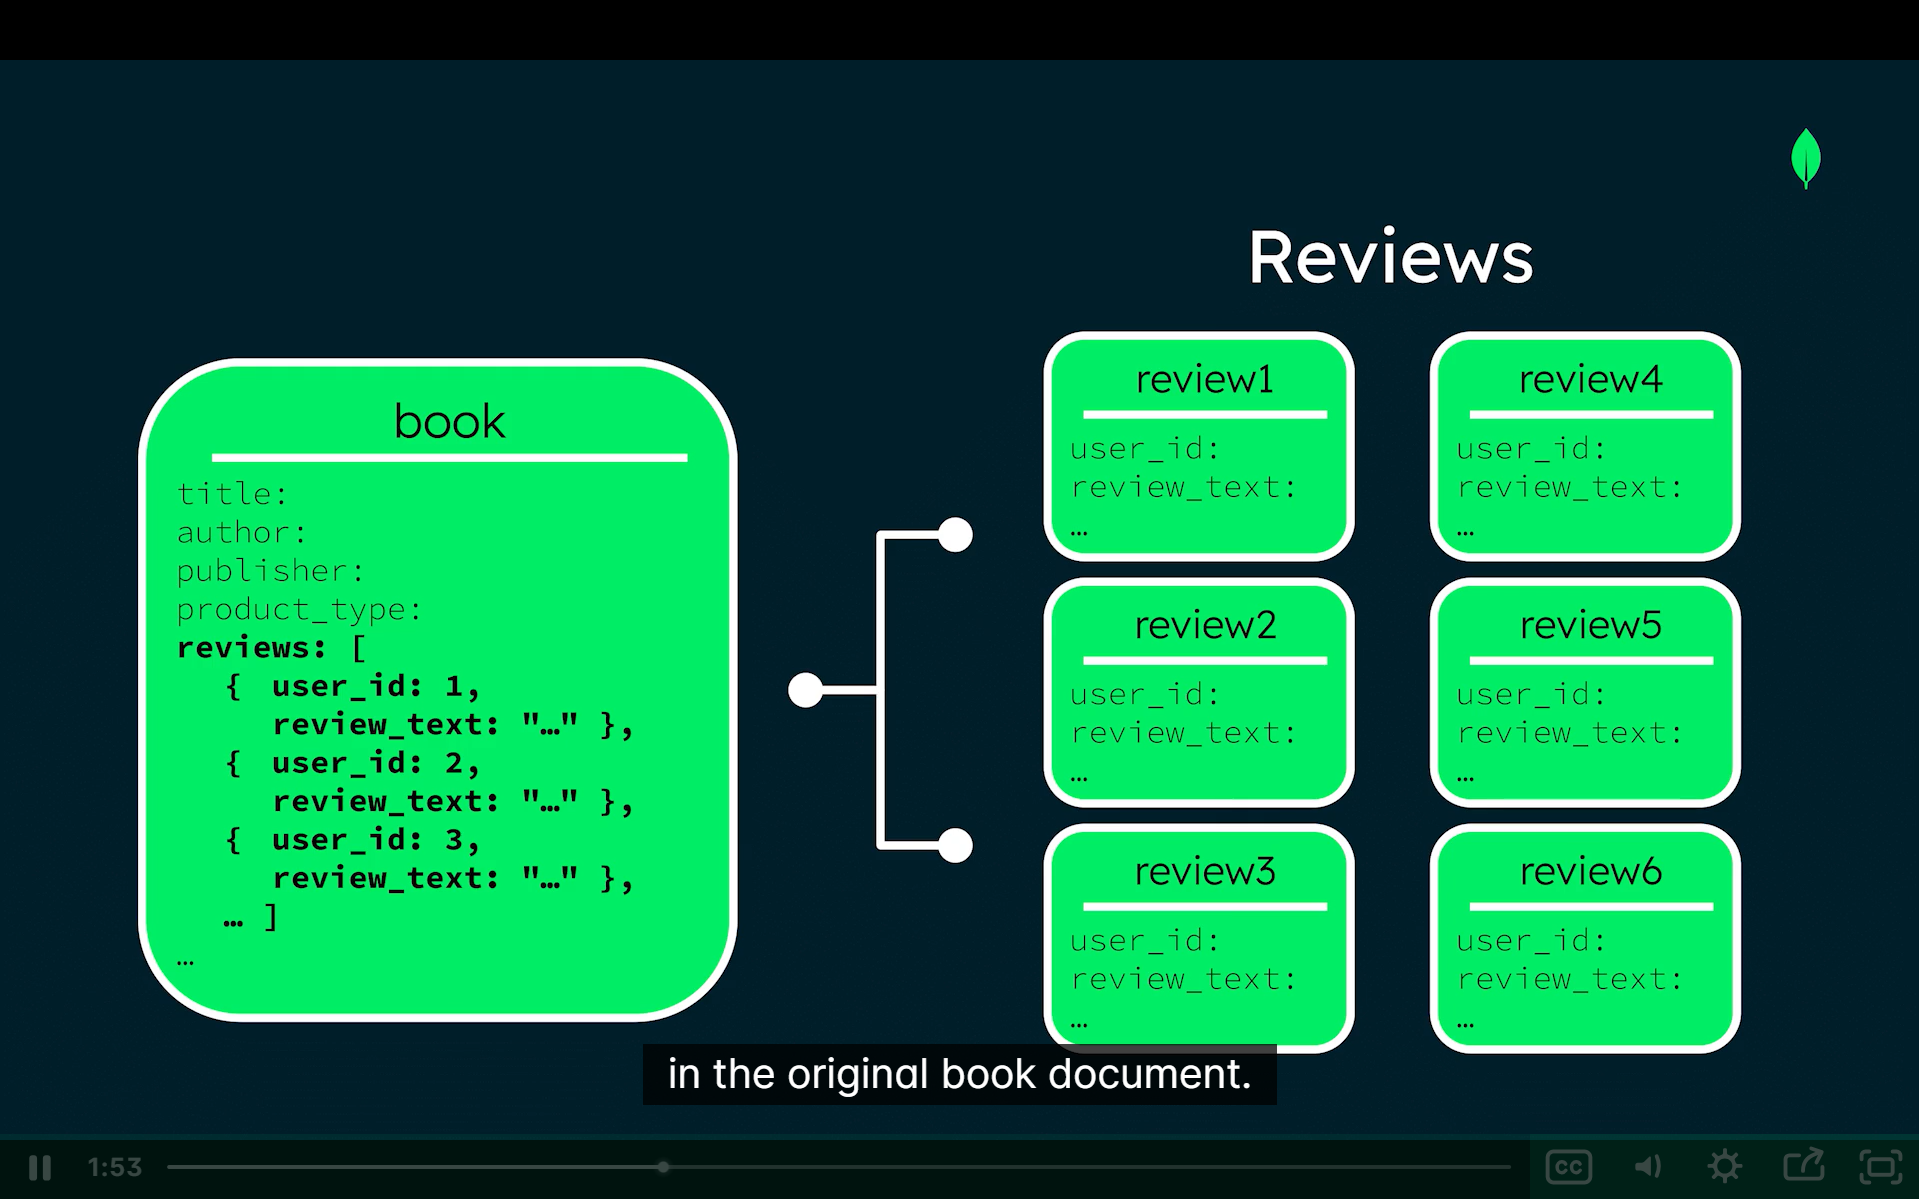 Reviews
book
title:
author:
publisher:
product_type:
reviews: [
{ user_id: 1,
review_text: "…" },
{ user_id: 2,
review_text: "…" },
{ user_id: 3,
review_text: "…" },
… ]
…
review1
user_id:
review_text:
…
review4
user_id:
review_text:
…
review2
user_id:
review_text:
…
review5
user_id:
review_text:
…
review3
user_id:
review_text:
…
review6
user_id:
review_text:
…
in the original book document.
1:53
CC